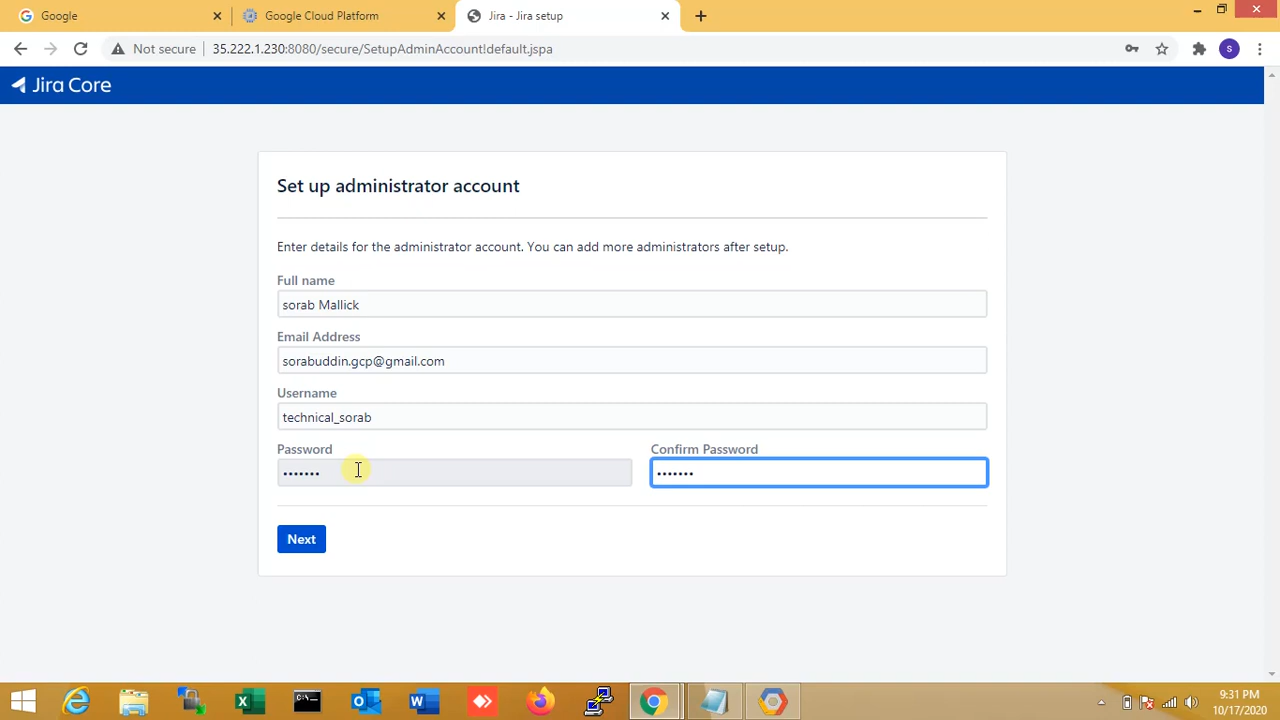 Google
Google Cloud Platform
Jira - Jira setup
Not secure
35.222.1.230:8080/secure/SetupAdminAccount!default.jspa
S
Jira Core
Set up administrator account
Enter details for the administrator account. You can add more administrators after setup.
Full name
sorab Mallick
Email Address
sorabuddin.gcp@gmail.com
Username
technical_sorab
Password
Confirm Password
•••••••
•••••••
Next
9:31 PM
10/17/2020